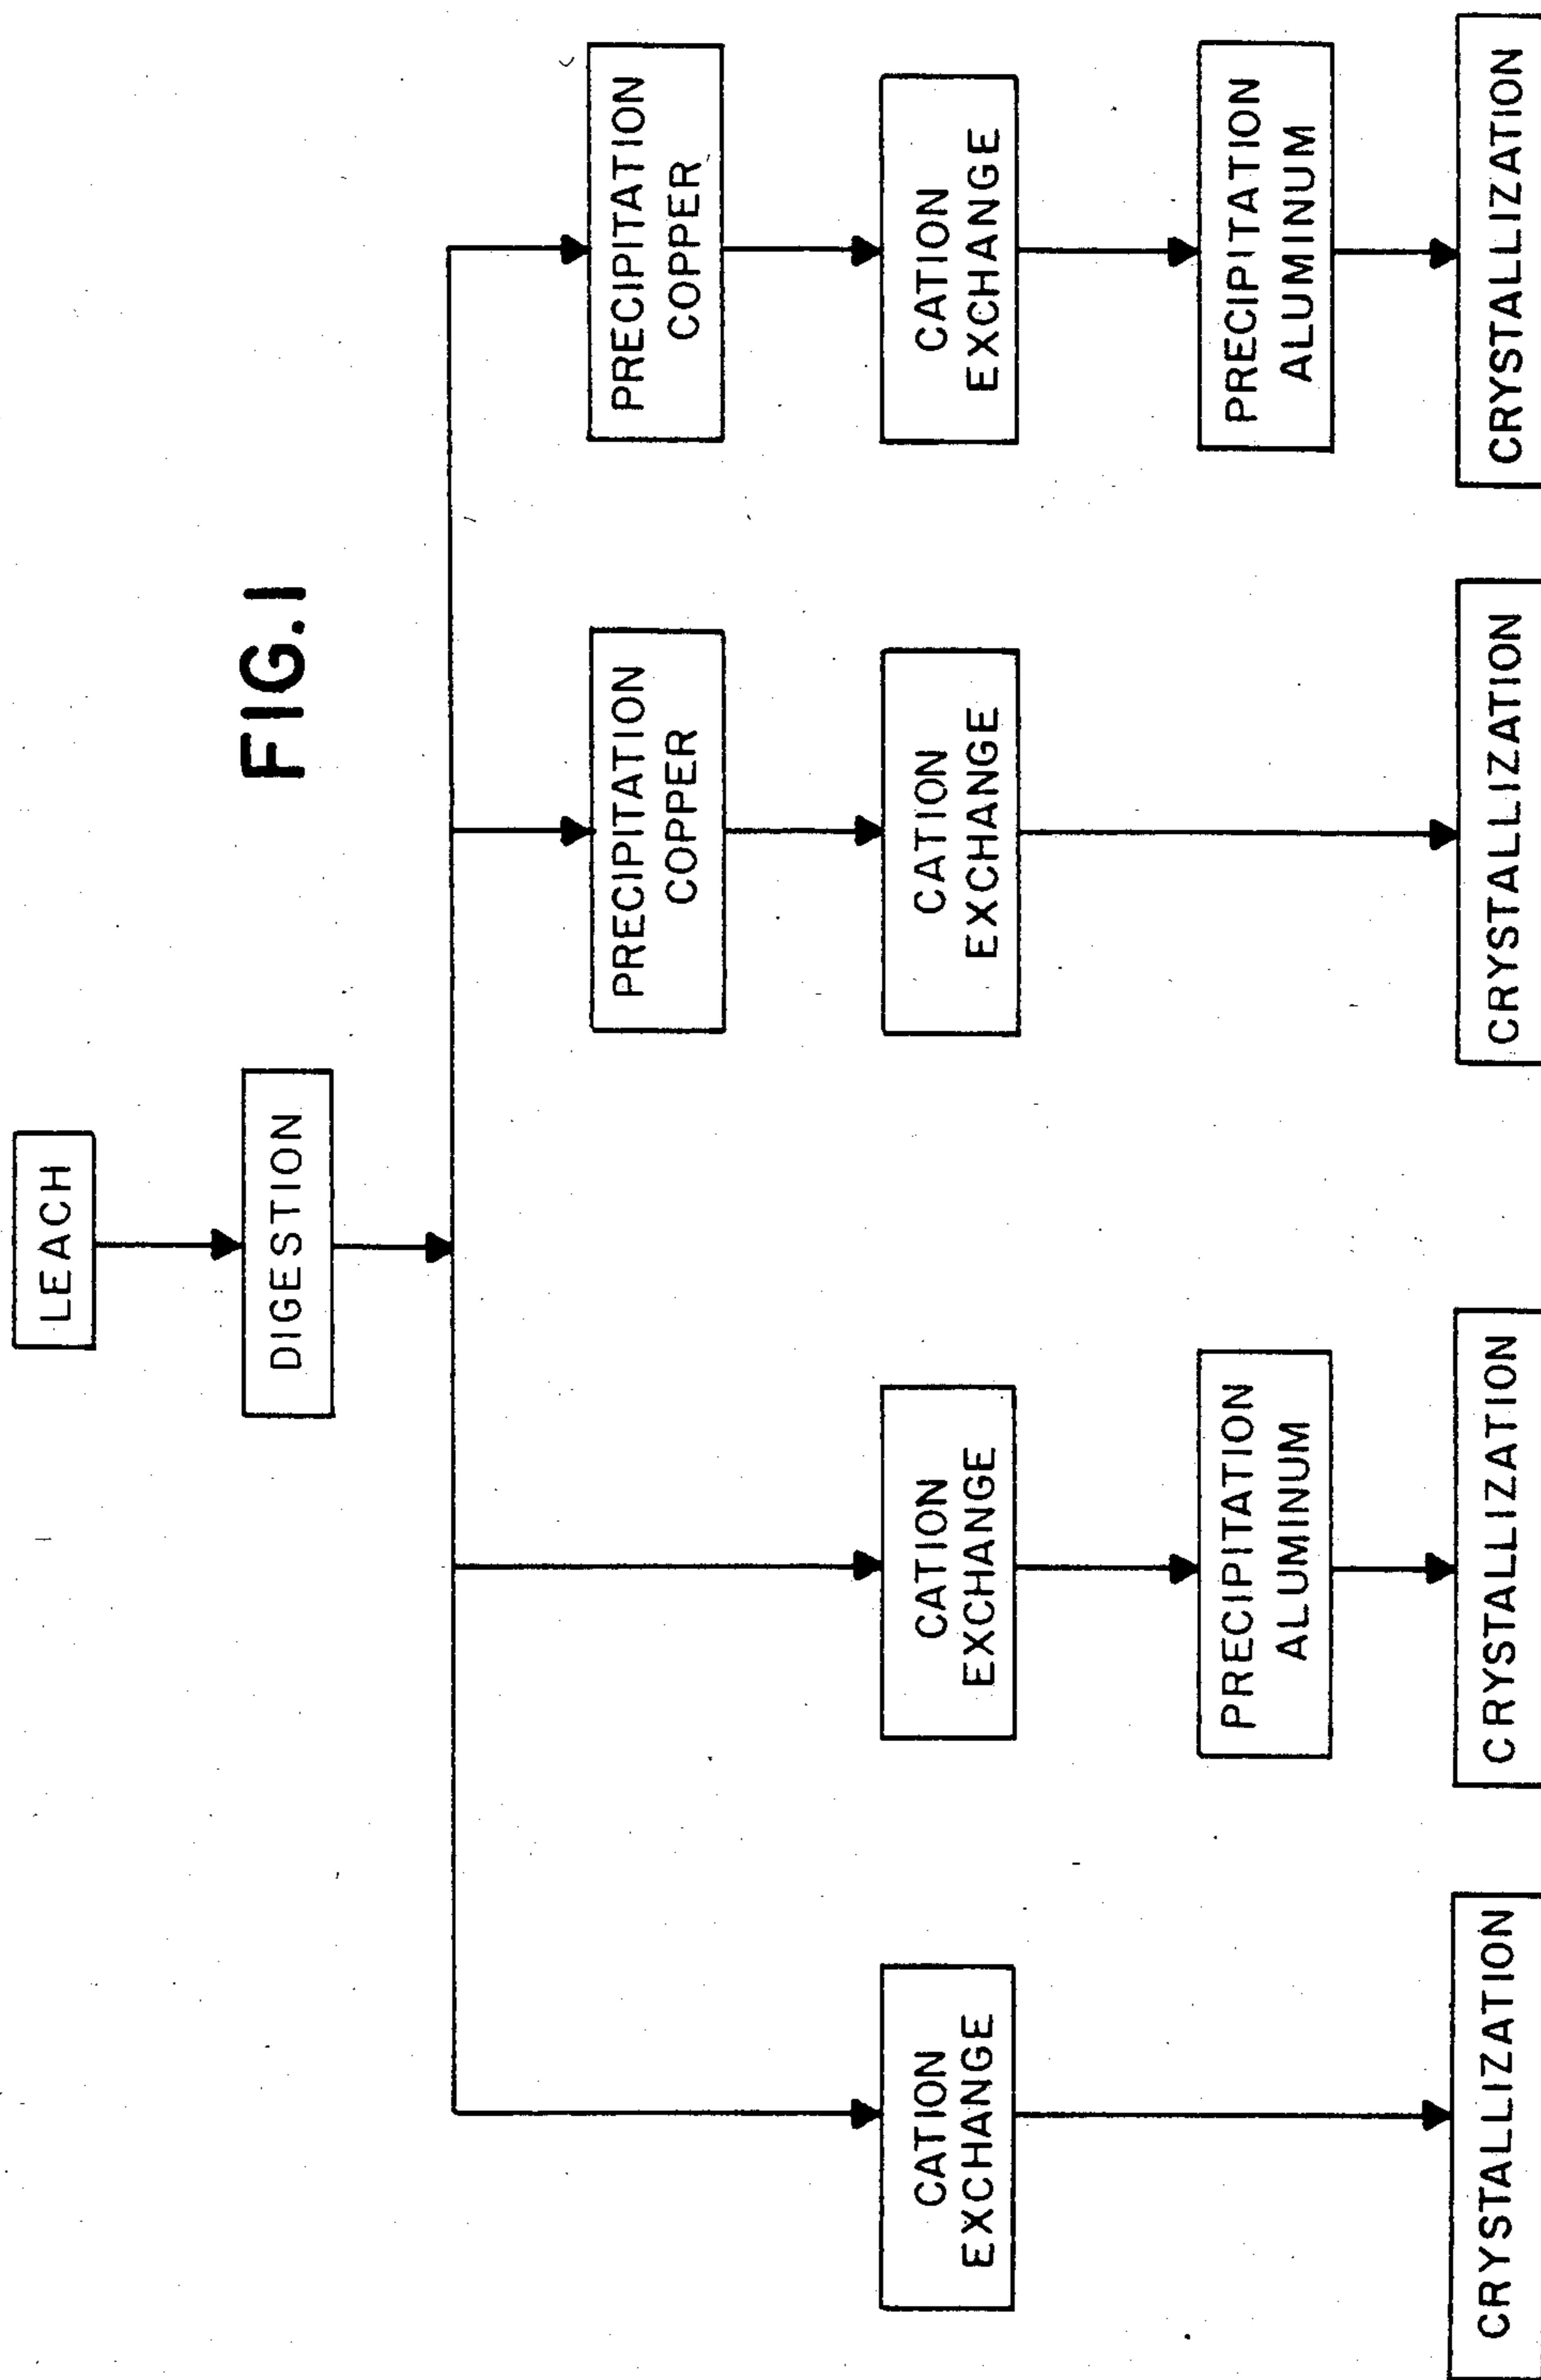 LEACH
DIGESTION
FIG.1
PRECIPITATION
COPPER
PRECIPITATION
COPPER
CATION
EXCHANGE
CATION
EXCHANGE
CATION
EXCHANGE
CATION
EXCHANGE
PRECIPITATION
ALUMINUM
PRECIPITATION
ALUMINUM
CRYSTALLIZATION
CRYSTALLIZATION
CRYSTALLIZATION
CRYSTALLIZATION